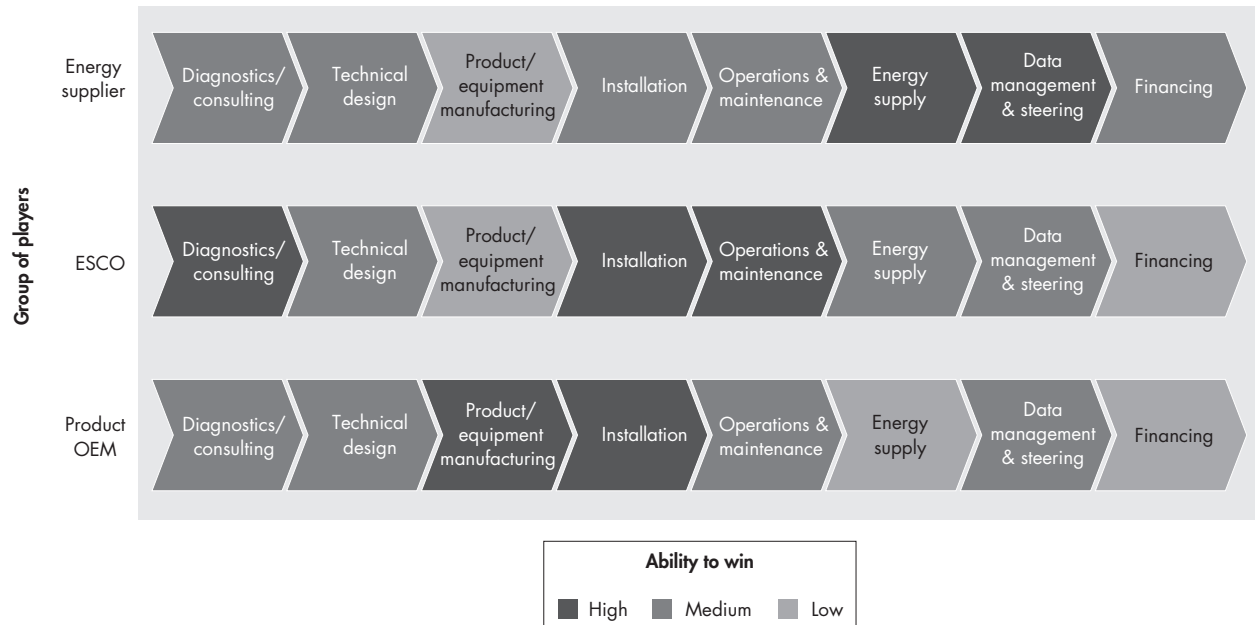 Group of players
Energy
supplier
Diagnostics/
consulting
Technical
design
Product/
equipment
manufacturing
Installation
Operations &
maintenance
Energy
supply
Data
management
& steering
Financing
ESCO
Diagnostics/
consulting
Technical
design
Product/
equipment
manufacturing
Installation
Operations &
maintenance
Energy
supply
Data
management
& steering
Financing
Product
OEM
Diagnostics/
consulting
Technical
design
Product/
equipment
manufacturing
Installation
Operations &
maintenance
Energy
supply
Data
management
& steering
Financing
Ability to win
High
Medium
Low